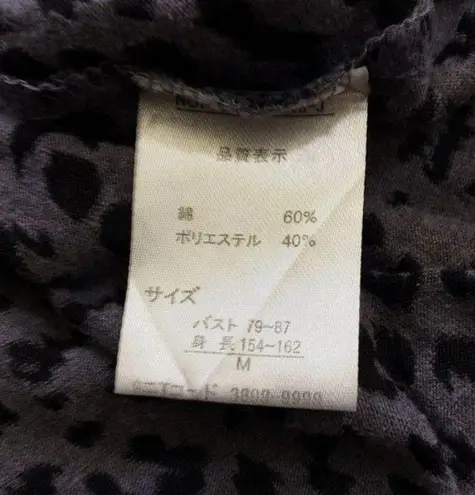 品質表示
綿 60%
ポリエステル 40%
サイズ
バスト 79~87
身長 154~162
M